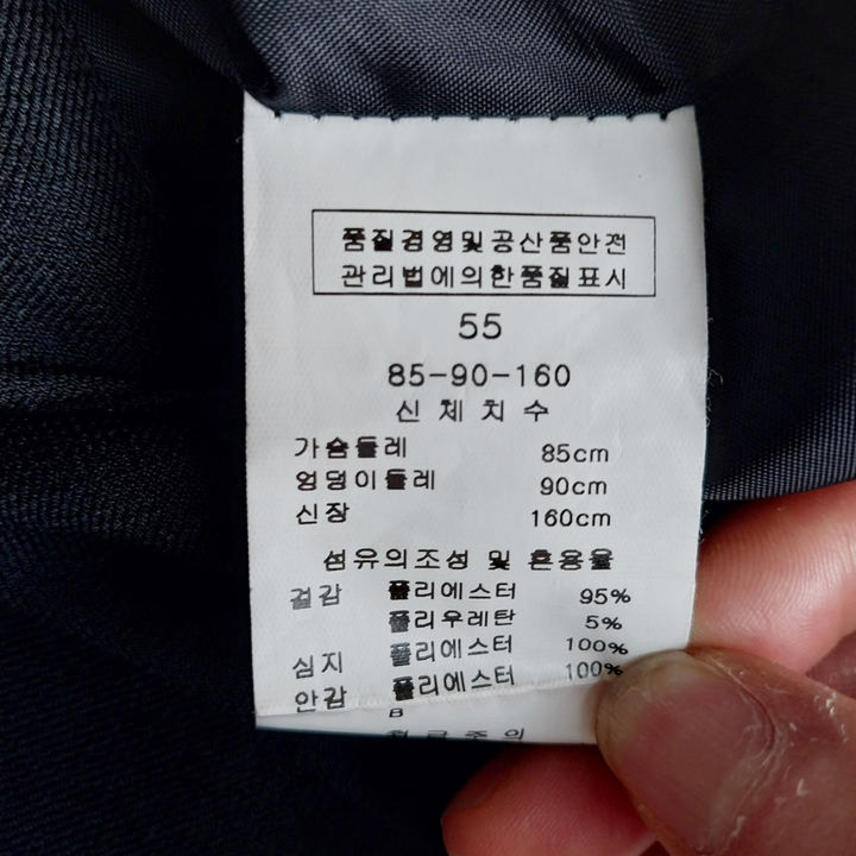 품질경영및공산품안전
관리법에의한품질표시
55
85-90-160
신체치수
가슴둘레 85cm
엉덩이둘레 90cm
신장 160cm
섬유의조성 및 혼용율
겉감 폴리에스터 95%
폴리우레탄 5%
심지 폴리에스터 100%
안감 폴리에스터 100%